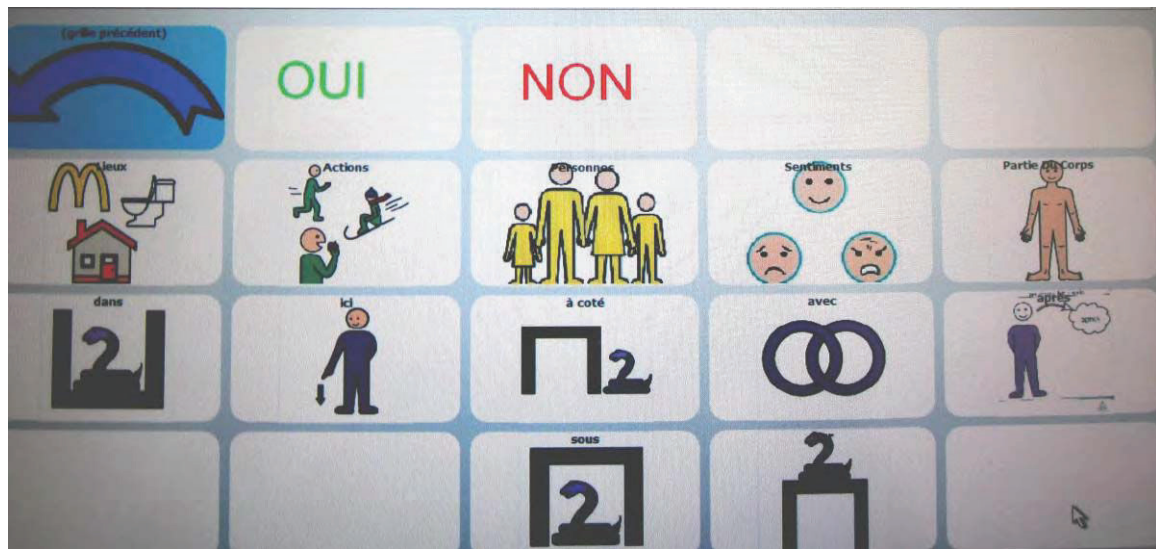 (grille précédent)
OUI
NON
Lieux
Actions
Personnes
Sentiments
Partie Du Corps
dans
ici
à coté
avec
après
sous